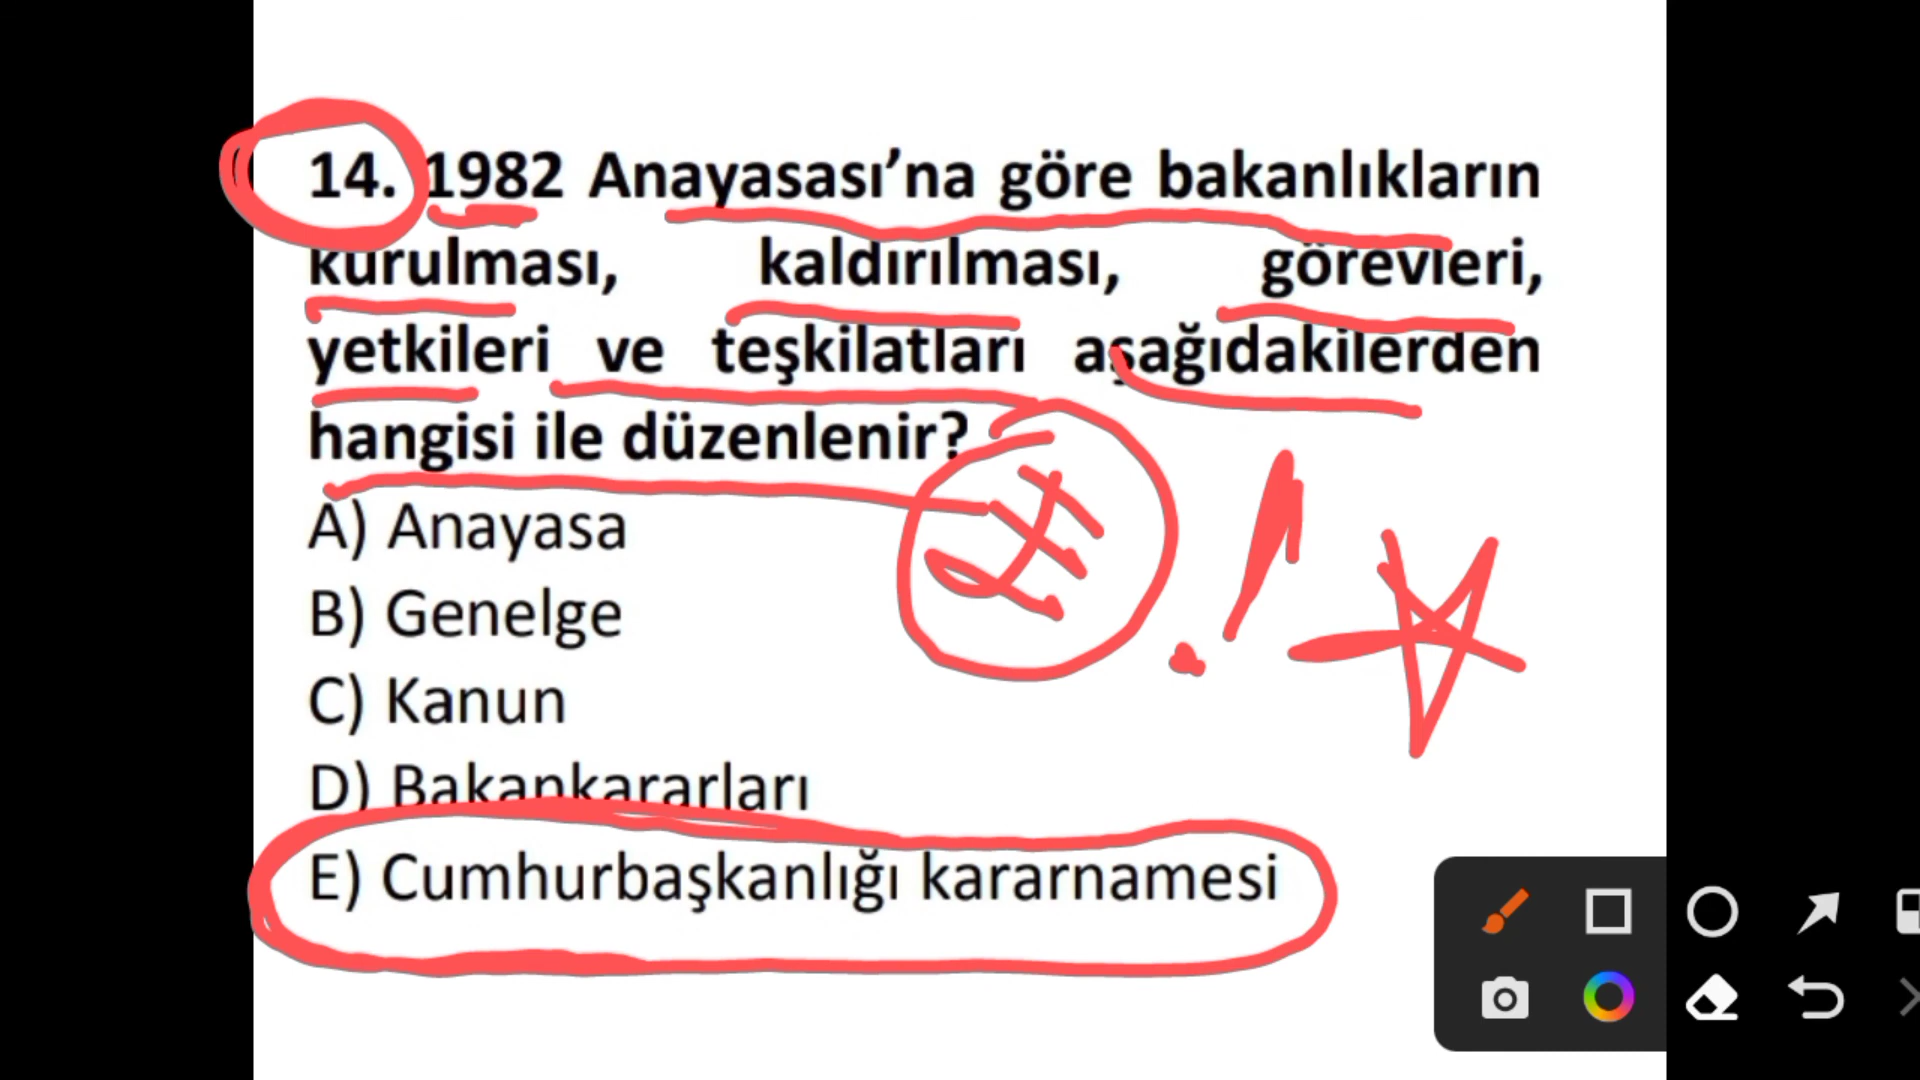 14. 1982 Anayasası’na göre bakanlıkların
kurulması, kaldırılması, görevleri,
yetkileri ve teşkilatları aşağıdakilerden
hangisi ile düzenlenir?
A) Anayasa
B) Genelge
C) Kanun
D) Bakankararları
E) Cumhurbaşkanlığı kararnamesi